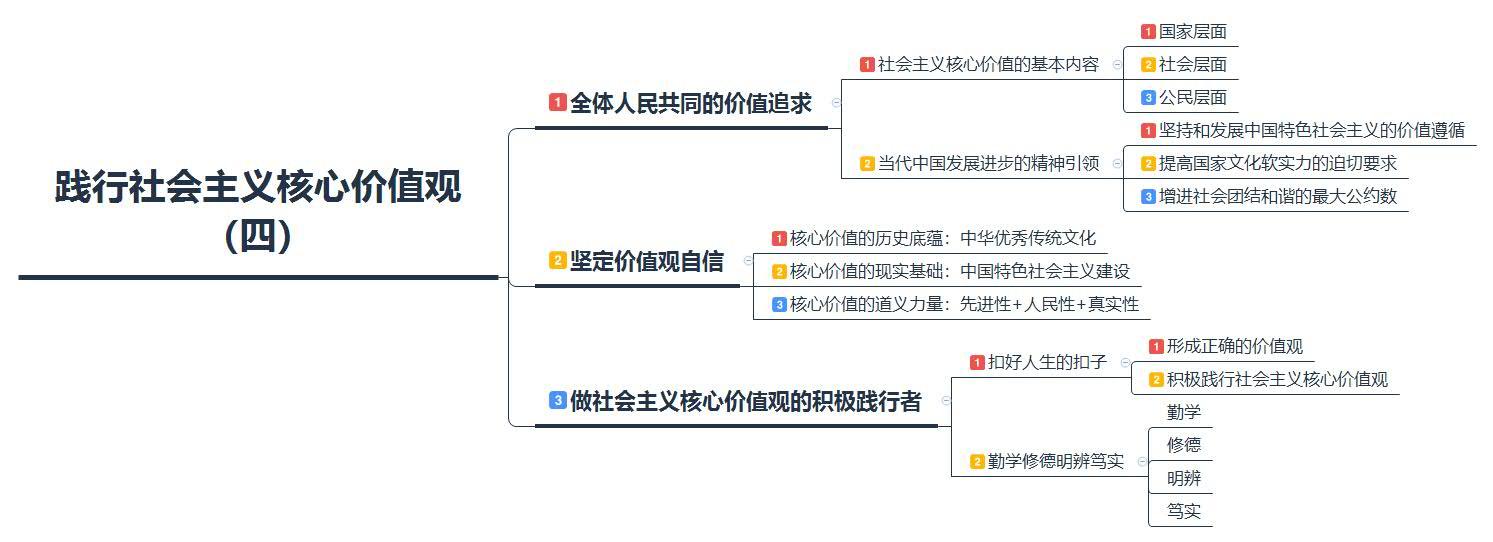 践行社会主义核心价值观
（四）
1 全体人民共同的价值追求
1 社会主义核心价值的基本内容
1 国家层面
2 社会层面
3 公民层面
2 当代中国发展进步的精神引领
1 坚持和发展中国特色社会主义的价值遵循
2 提高国家文化软实力的迫切要求
3 增进社会团结和谐的最大公约数
2 坚定价值观自信
1 核心价值的历史底蕴：中华优秀传统文化
2 核心价值的现实基础：中国特色社会主义建设
3 核心价值的道义力量：先进性+人民性+真实性
3 做社会主义核心价值观的积极践行者
1 扣好人生的扣子
1 形成正确的价值观
2 积极践行社会主义核心价值观
2 勤学修德明辨笃实
勤学
修德
明辨
笃实